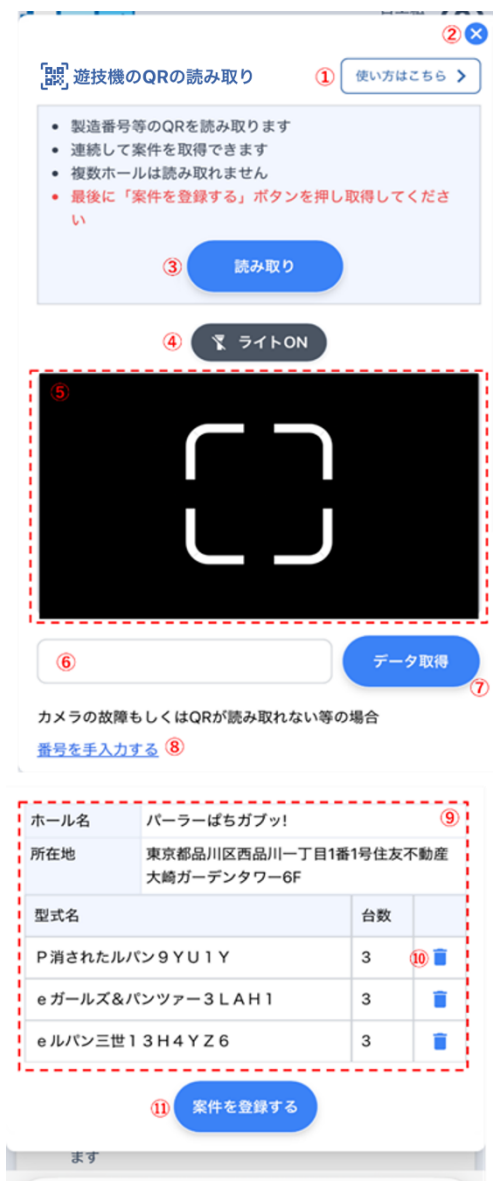 ②
遊技機のQRの読み取り ① 使い方はこちら
• 製造番号等のQRを読み取ります
• 連続して案件を取得できます
• 複数ホールは読み取れません
• 最後に「案件を登録する」ボタンを押し取得してくださ
い
③ 読み取り
④ ライトON
⑤
⑥ データ取得
⑦
カメラの故障もしくはQRが読み取れない等の場合
番号を手入力する ⑧
ホール名 パーラーぱちガブッ! ⑨
所在地 東京都品川区西品川一丁目1番1号住友不動産
大崎ガーデンタワー6F
型式名 台数
P消されたルパン9YU1Y 3 ⑩
eガールズ&パンツァー3LAH1 3
eルパン三世13H4YZ6 3
⑪ 案件を登録する
ます